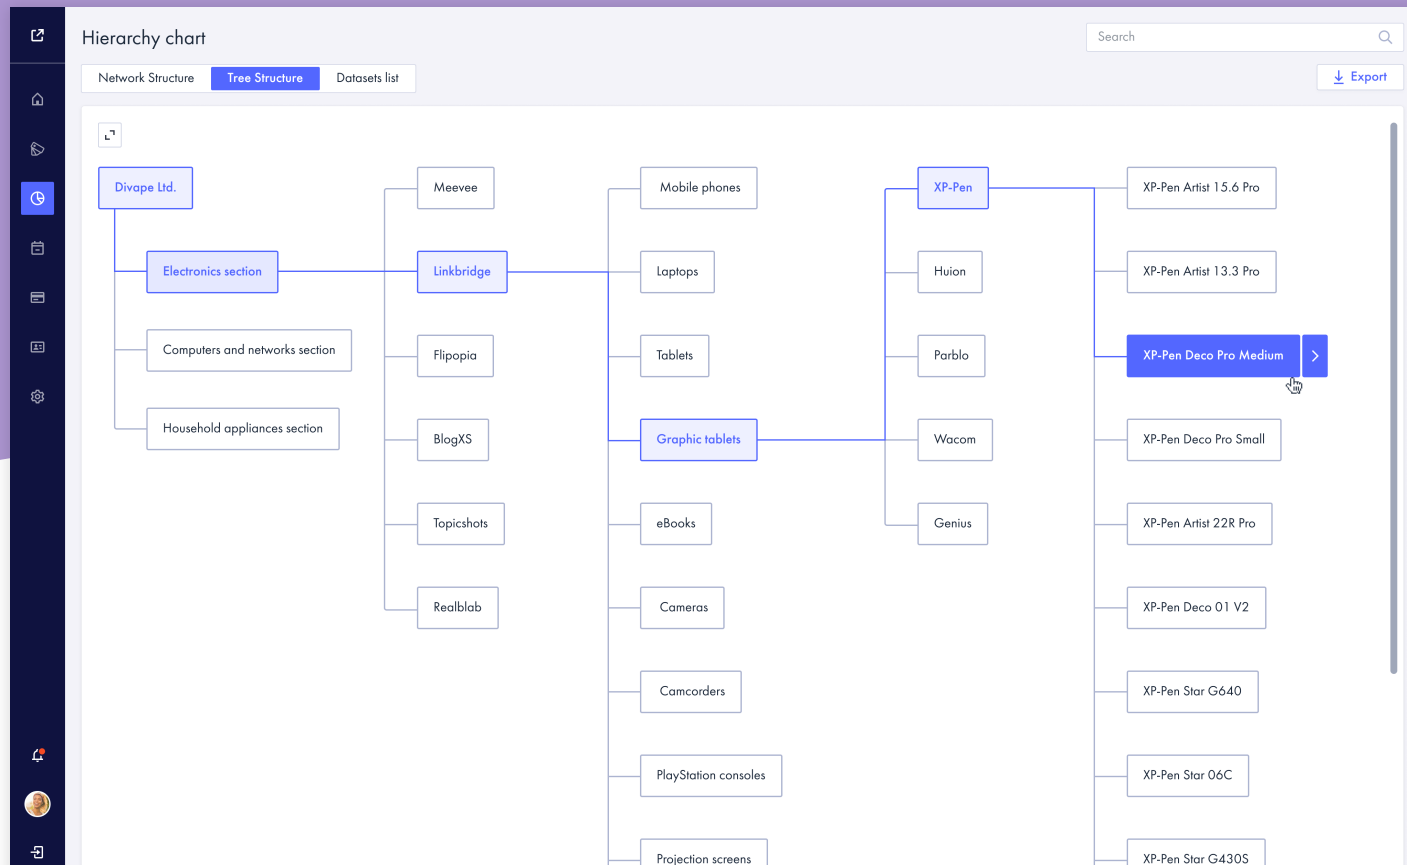 Hierarchy chart
Search
Network Structure
Tree Structure
Datasets list
Export
Divape Ltd.
Electronics section
Computers and networks section
Household appliances section
Meevee
Linkbridge
Flipopia
BlogXS
Topicshots
Realblab
Mobile phones
Laptops
Tablets
Graphic tablets
eBooks
Cameras
Camcorders
PlayStation consoles
Projection screens
XP-Pen
Huion
Parblo
Wacom
Genius
XP-Pen Artist 15.6 Pro
XP-Pen Artist 13.3 Pro
XP-Pen Deco Pro Medium
XP-Pen Deco Pro Small
XP-Pen Artist 22R Pro
XP-Pen Deco 01 V2
XP-Pen Star G640
XP-Pen Star 06C
XP-Pen Star G430S